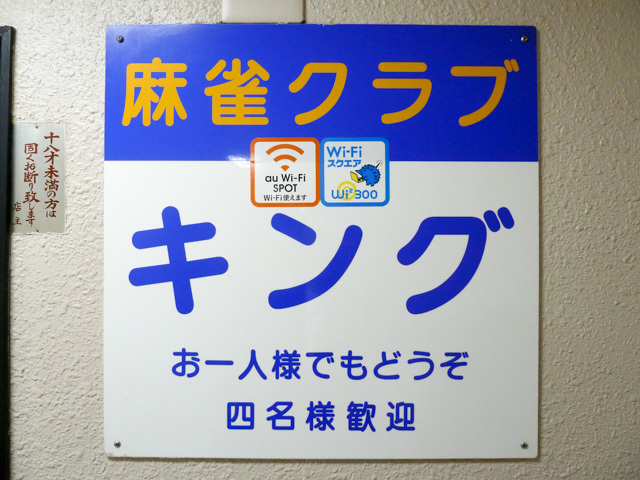 麻雀クラブ
au Wi-Fi
SPOT
Wi-Fi使えます
Wi-Fi
スクエア
Wi2 300
キング
お一人様でもどうぞ
四名様歓迎
十八才未満の方は
固くお断り致します
店主